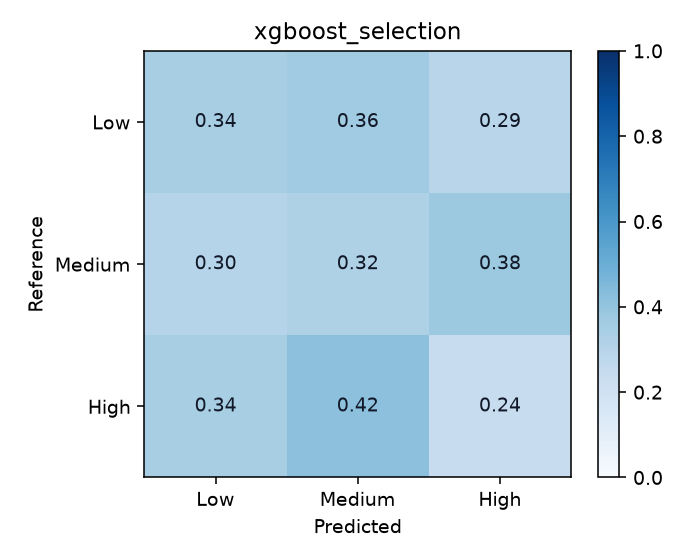 xgboost_selection
1.0
Low 0.34 0.36 0.29
0.8
0.6
Reference
Medium 0.30 0.32 0.38
0.4
High 0.34 0.42 0.24
0.2
0.0
Low Medium High
Predicted